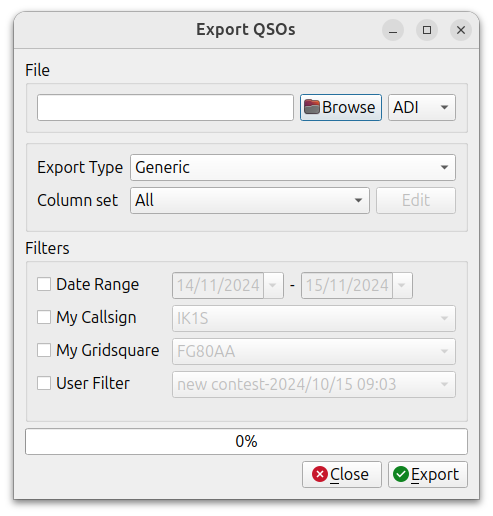 Export QSOs
File
Browse ADI
Export Type Generic
Column set All Edit
Filters
Date Range 14/11/2024 - 15/11/2024
My Callsign IK1S
My Gridsquare FG80AA
User Filter new contest-2024/10/15 09:03
0%
Close Export